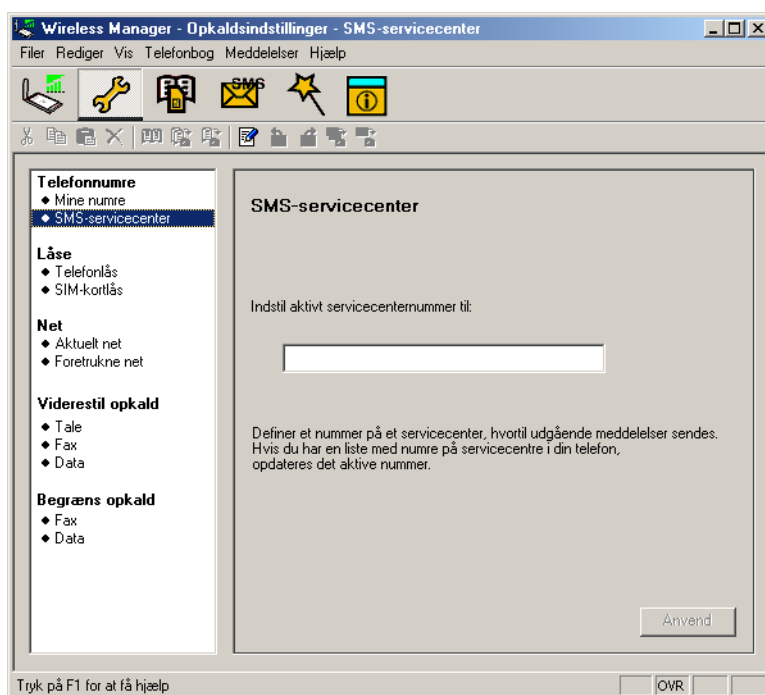 Wireless Manager - Opkaldsindstillinger - SMS-servicecenter
Filer Rediger Vis Telefonbog Meddelelser Hjælp
SMS
Telefonnumre
Mine numre
SMS-servicecenter
Låse
Telefonlås
SIM-kortlås
Net
Aktuelt net
Foretrukne net
Viderestil opkald
Tale
Fax
Data
Begræns opkald
Fax
Data
SMS-servicecenter
Indstil aktivt servicecenternummer til:
Definer et nummer på et servicecenter, hvortil udgående meddelelser sendes.
Hvis du har en liste med numre på servicecentre i din telefon,
opdateres det aktive nummer.
Anvend
Tryk på F1 for at få hjælp
OVR